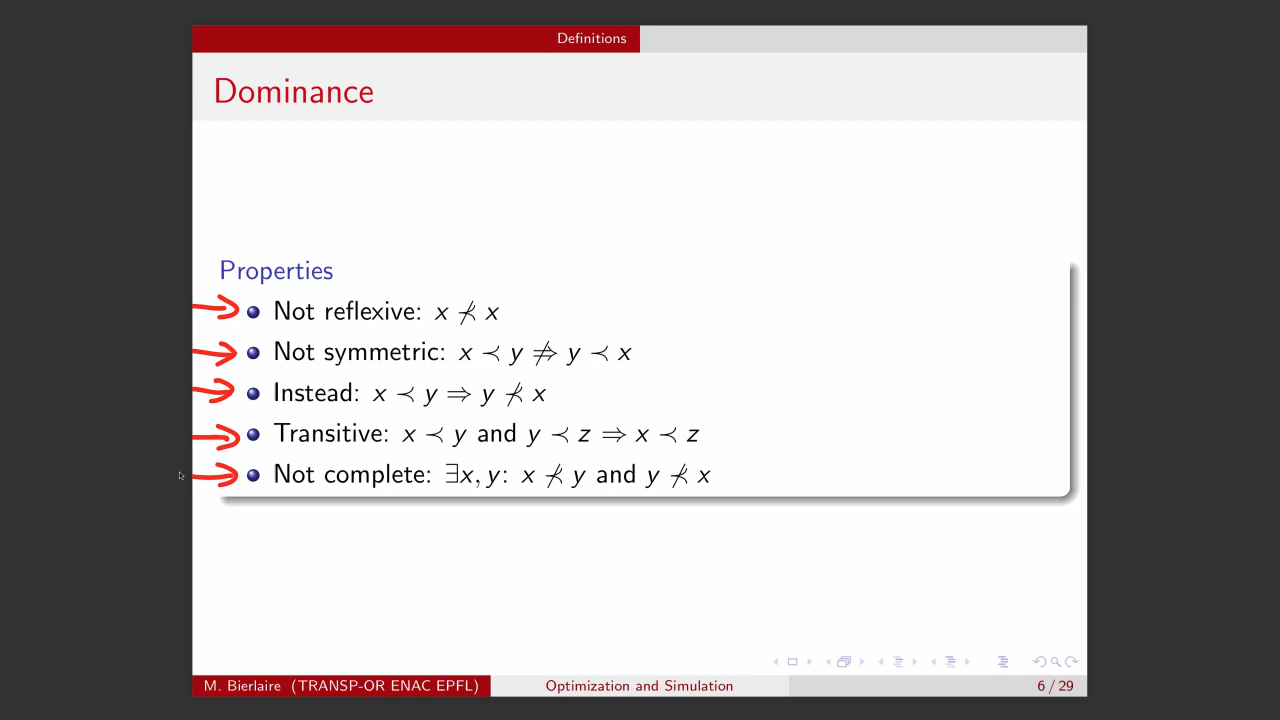 Definitions
Dominance
Properties
Not reflexive: x ⊀ x
Not symmetric: x ≺ y ⇏ y ≺ x
Instead: x ≺ y ⇒ y ⊀ x
Transitive: x ≺ y and y ≺ z ⇒ x ≺ z
Not complete: ∃x, y: x ⊀ y and y ⊀ x
M. Bierlaire (TRANSP-OR ENAC EPFL) Optimization and Simulation 6 / 29